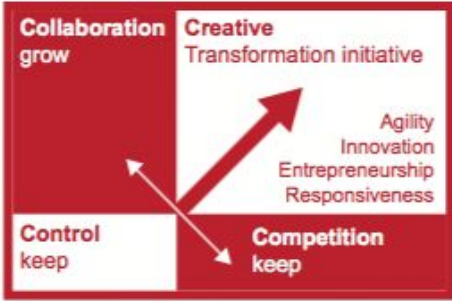 Collaboration
grow
Creative
Transformation initiative
Agility
Innovation
Entrepreneurship
Responsiveness
Control
keep
Competition
keep